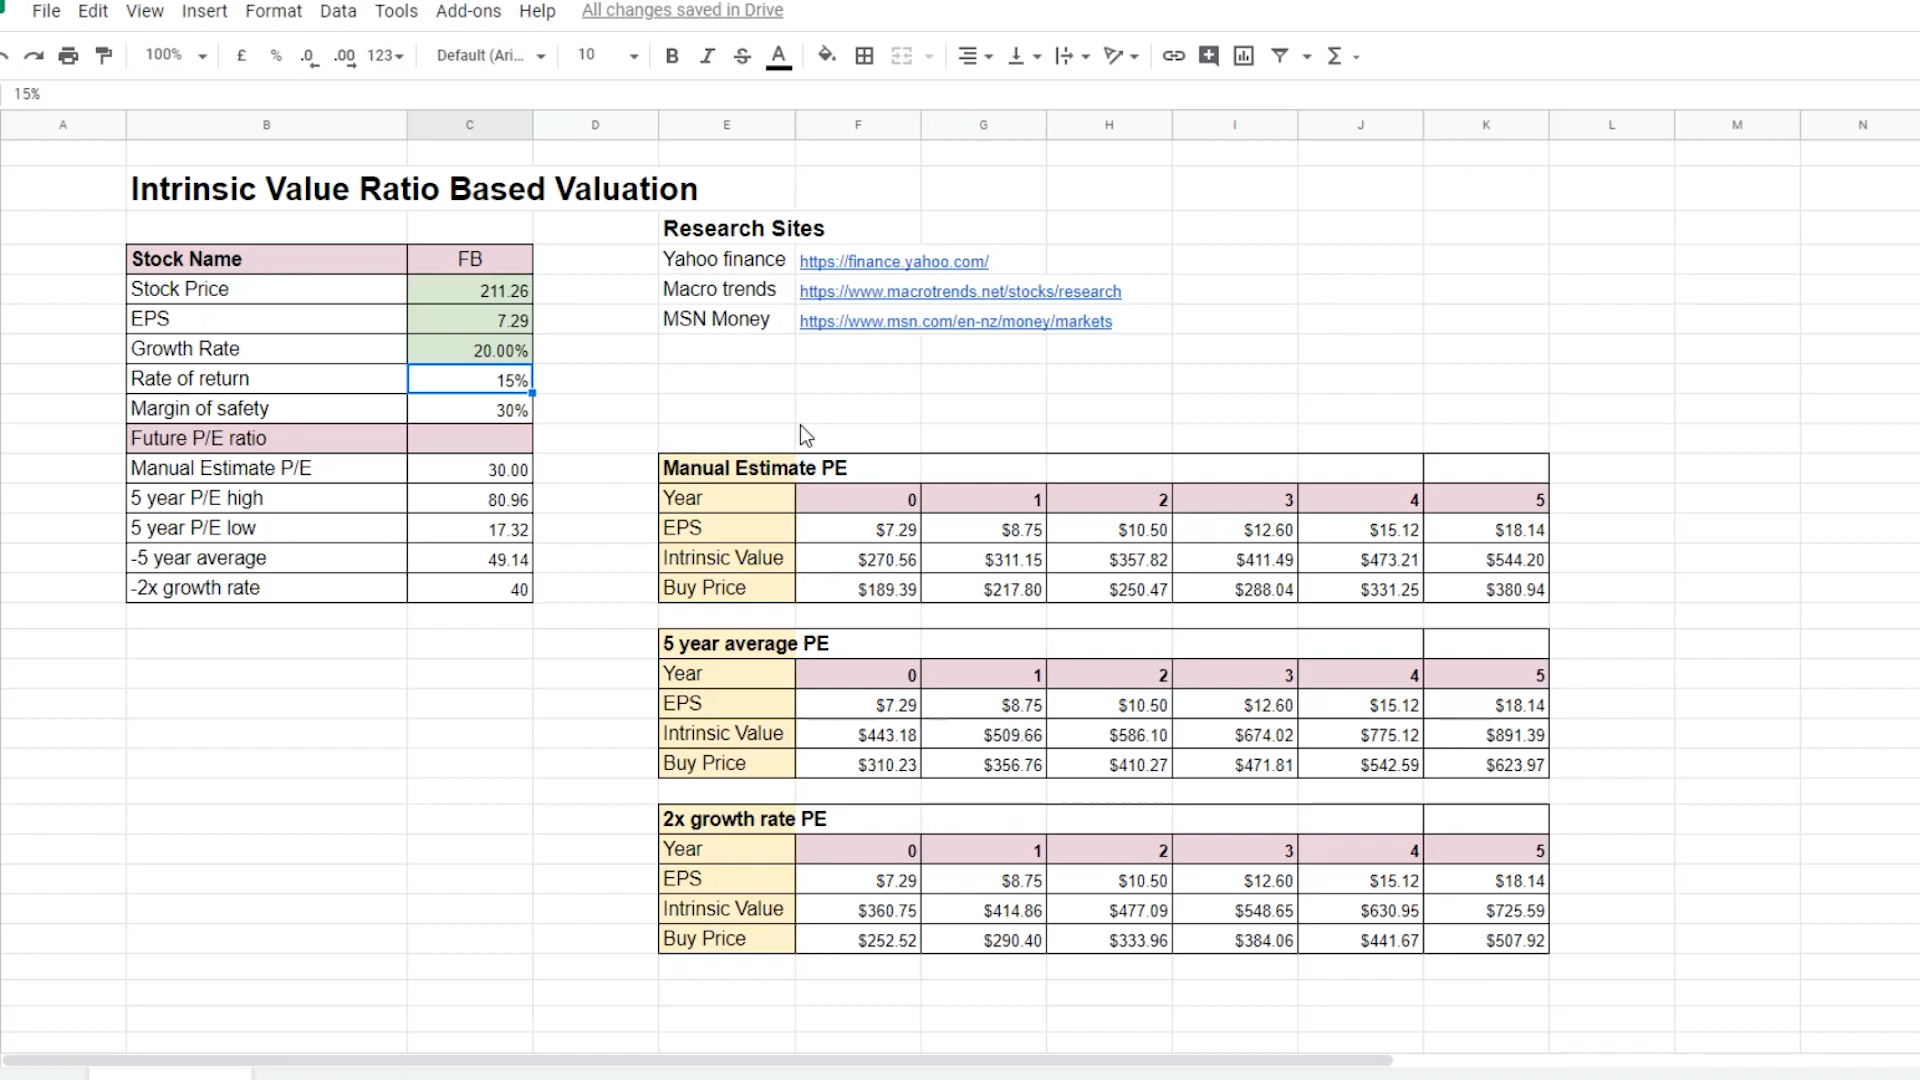 File Edit View Insert Format Data Tools Add-ons Help All changes saved in Drive
100% £ % .0 .00 123 Default (Ari... 10 B I S A Σ
15%
A B C D E F G H I J K L M N
Intrinsic Value Ratio Based Valuation
Research Sites
Stock Name FB Yahoo finance https://finance.yahoo.com/
Stock Price 211.26 Macro trends https://www.macrotrends.net/stocks/research
EPS 7.29 MSN Money https://www.msn.com/en-nz/money/markets
Growth Rate 20.00%
Rate of return 15%
Margin of safety 30%
Future P/E ratio
Manual Estimate P/E 30.00 Manual Estimate PE
5 year P/E high 80.96 Year 0 1 2 3 4 5
5 year P/E low 17.32 EPS $7.29 $8.75 $10.50 $12.60 $15.12 $18.14
-5 year average 49.14 Intrinsic Value $270.56 $311.15 $357.82 $411.49 $473.21 $544.20
-2x growth rate 40 Buy Price $189.39 $217.80 $250.47 $288.04 $331.25 $380.94
5 year average PE
Year 0 1 2 3 4 5
EPS $7.29 $8.75 $10.50 $12.60 $15.12 $18.14
Intrinsic Value $443.18 $509.66 $586.10 $674.02 $775.12 $891.39
Buy Price $310.23 $356.76 $410.27 $471.81 $542.59 $623.97
2x growth rate PE
Year 0 1 2 3 4 5
EPS $7.29 $8.75 $10.50 $12.60 $15.12 $18.14
Intrinsic Value $360.75 $414.86 $477.09 $548.65 $630.95 $725.59
Buy Price $252.52 $290.40 $333.96 $384.06 $441.67 $507.92